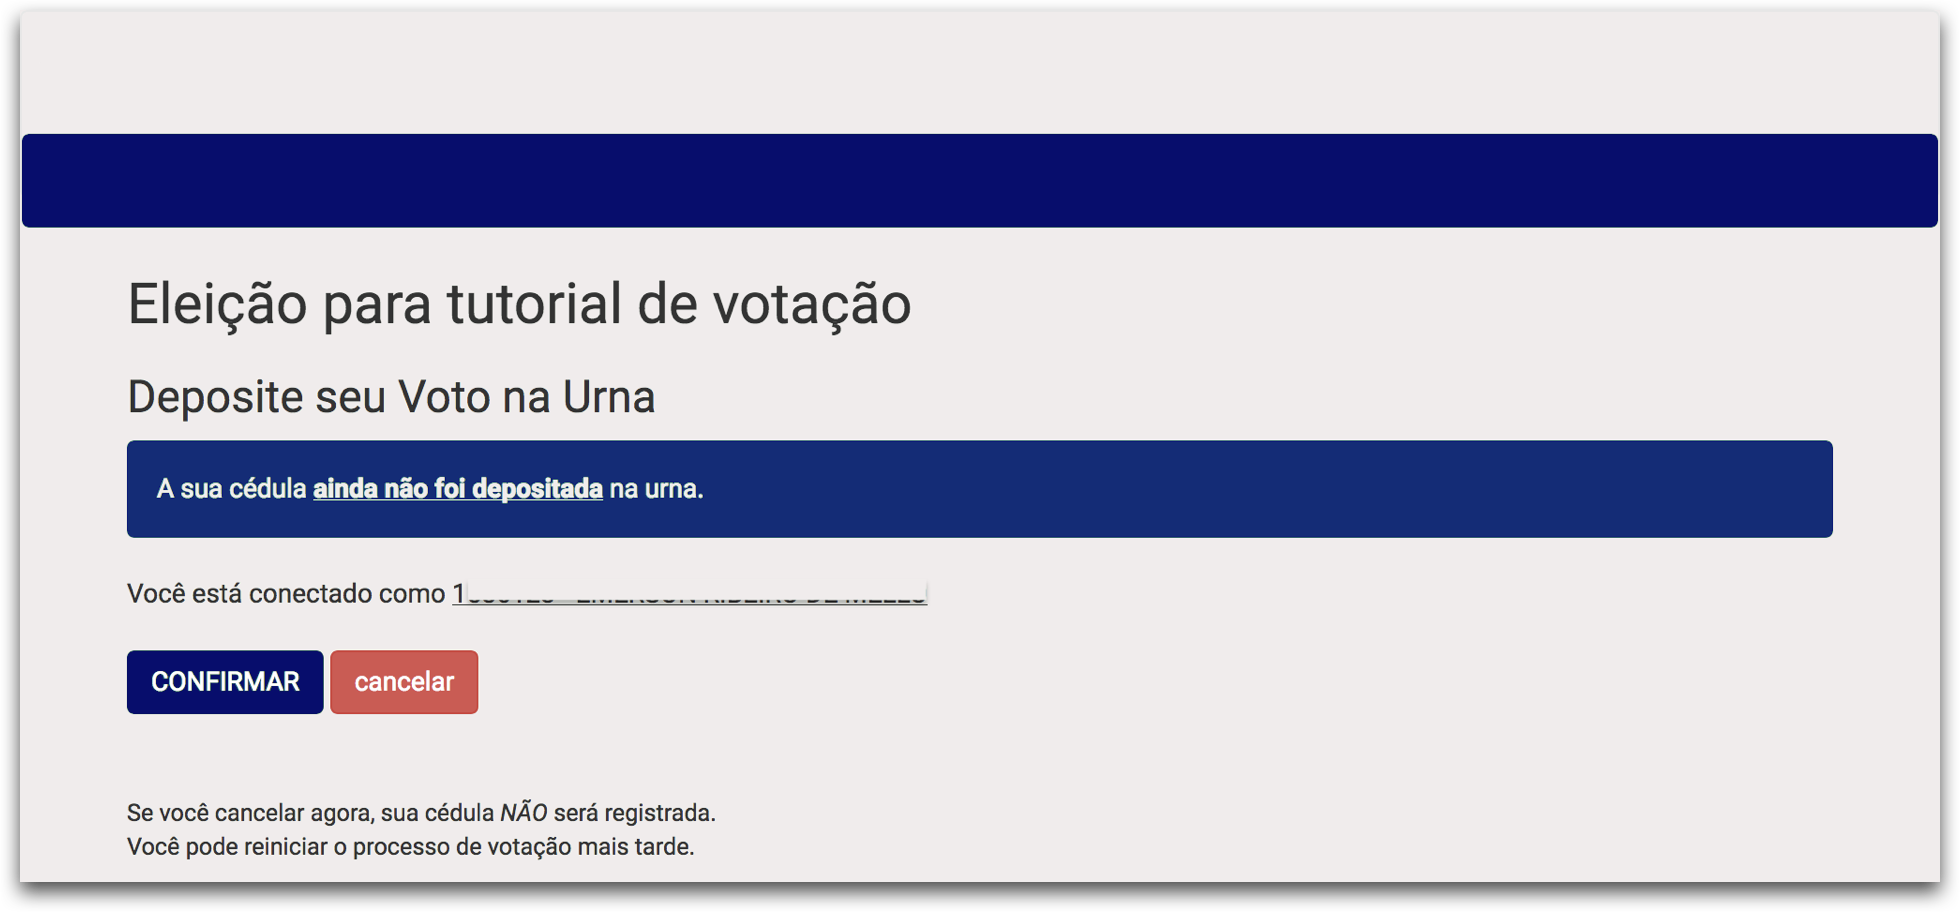 Eleição para tutorial de votação
Deposite seu Voto na Urna
A sua cédula ainda não foi depositada na urna.
Você está conectado como
CONFIRMAR cancelar
Se você cancelar agora, sua cédula NÃO será registrada.
Você pode reiniciar o processo de votação mais tarde.